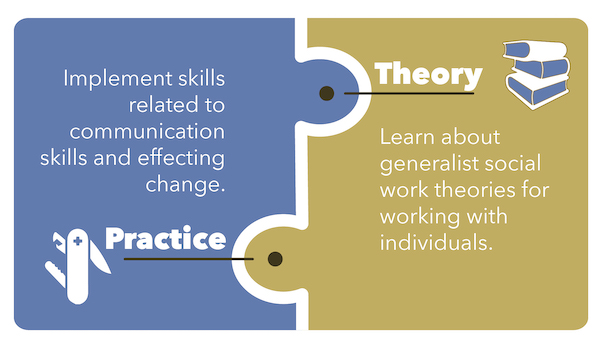 Implement skills
related to
communication
skills and effecting
change.
Practice
Theory
Learn about
generalist social
work theories for
working with
individuals.